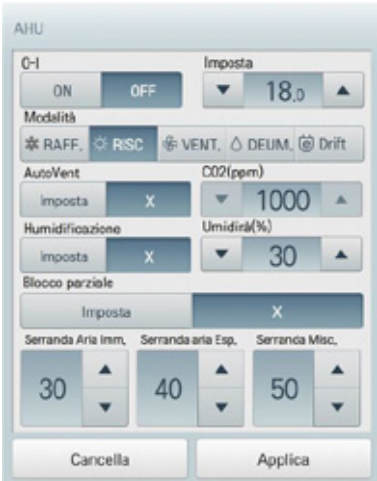 AHU
O-I Imposta
ON OFF 18.0
Modalità
RAFF. RISC VENT. DEUM. Drift
AutoVent CO2(ppm)
Imposta X 1000
Humidificazione Umidirà(%)
Imposta X 30
Blocco parziale
Imposta X
Serranda Aria Imm. Serranda aria Esp. Serranda Misc.
30 40 50
Cancella Applica